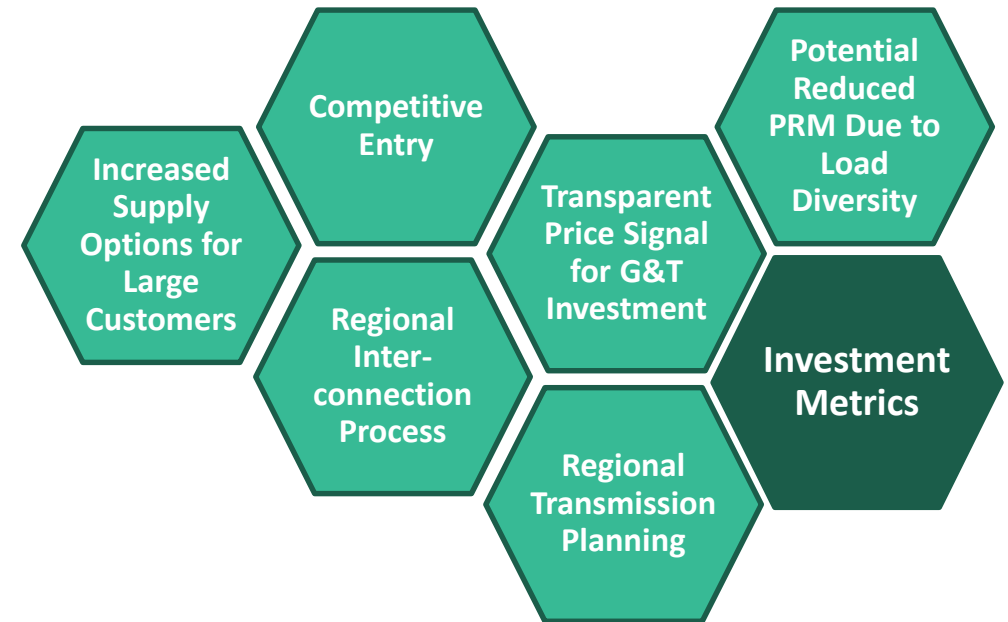 Increased
Supply
Options for
Large
Customers
Competitive
Entry
Regional
Inter-
connection
Process
Transparent
Price Signal
for G&T
Investment
Regional
Transmission
Planning
Potential
Reduced
PRM Due to
Load
Diversity
Investment
Metrics